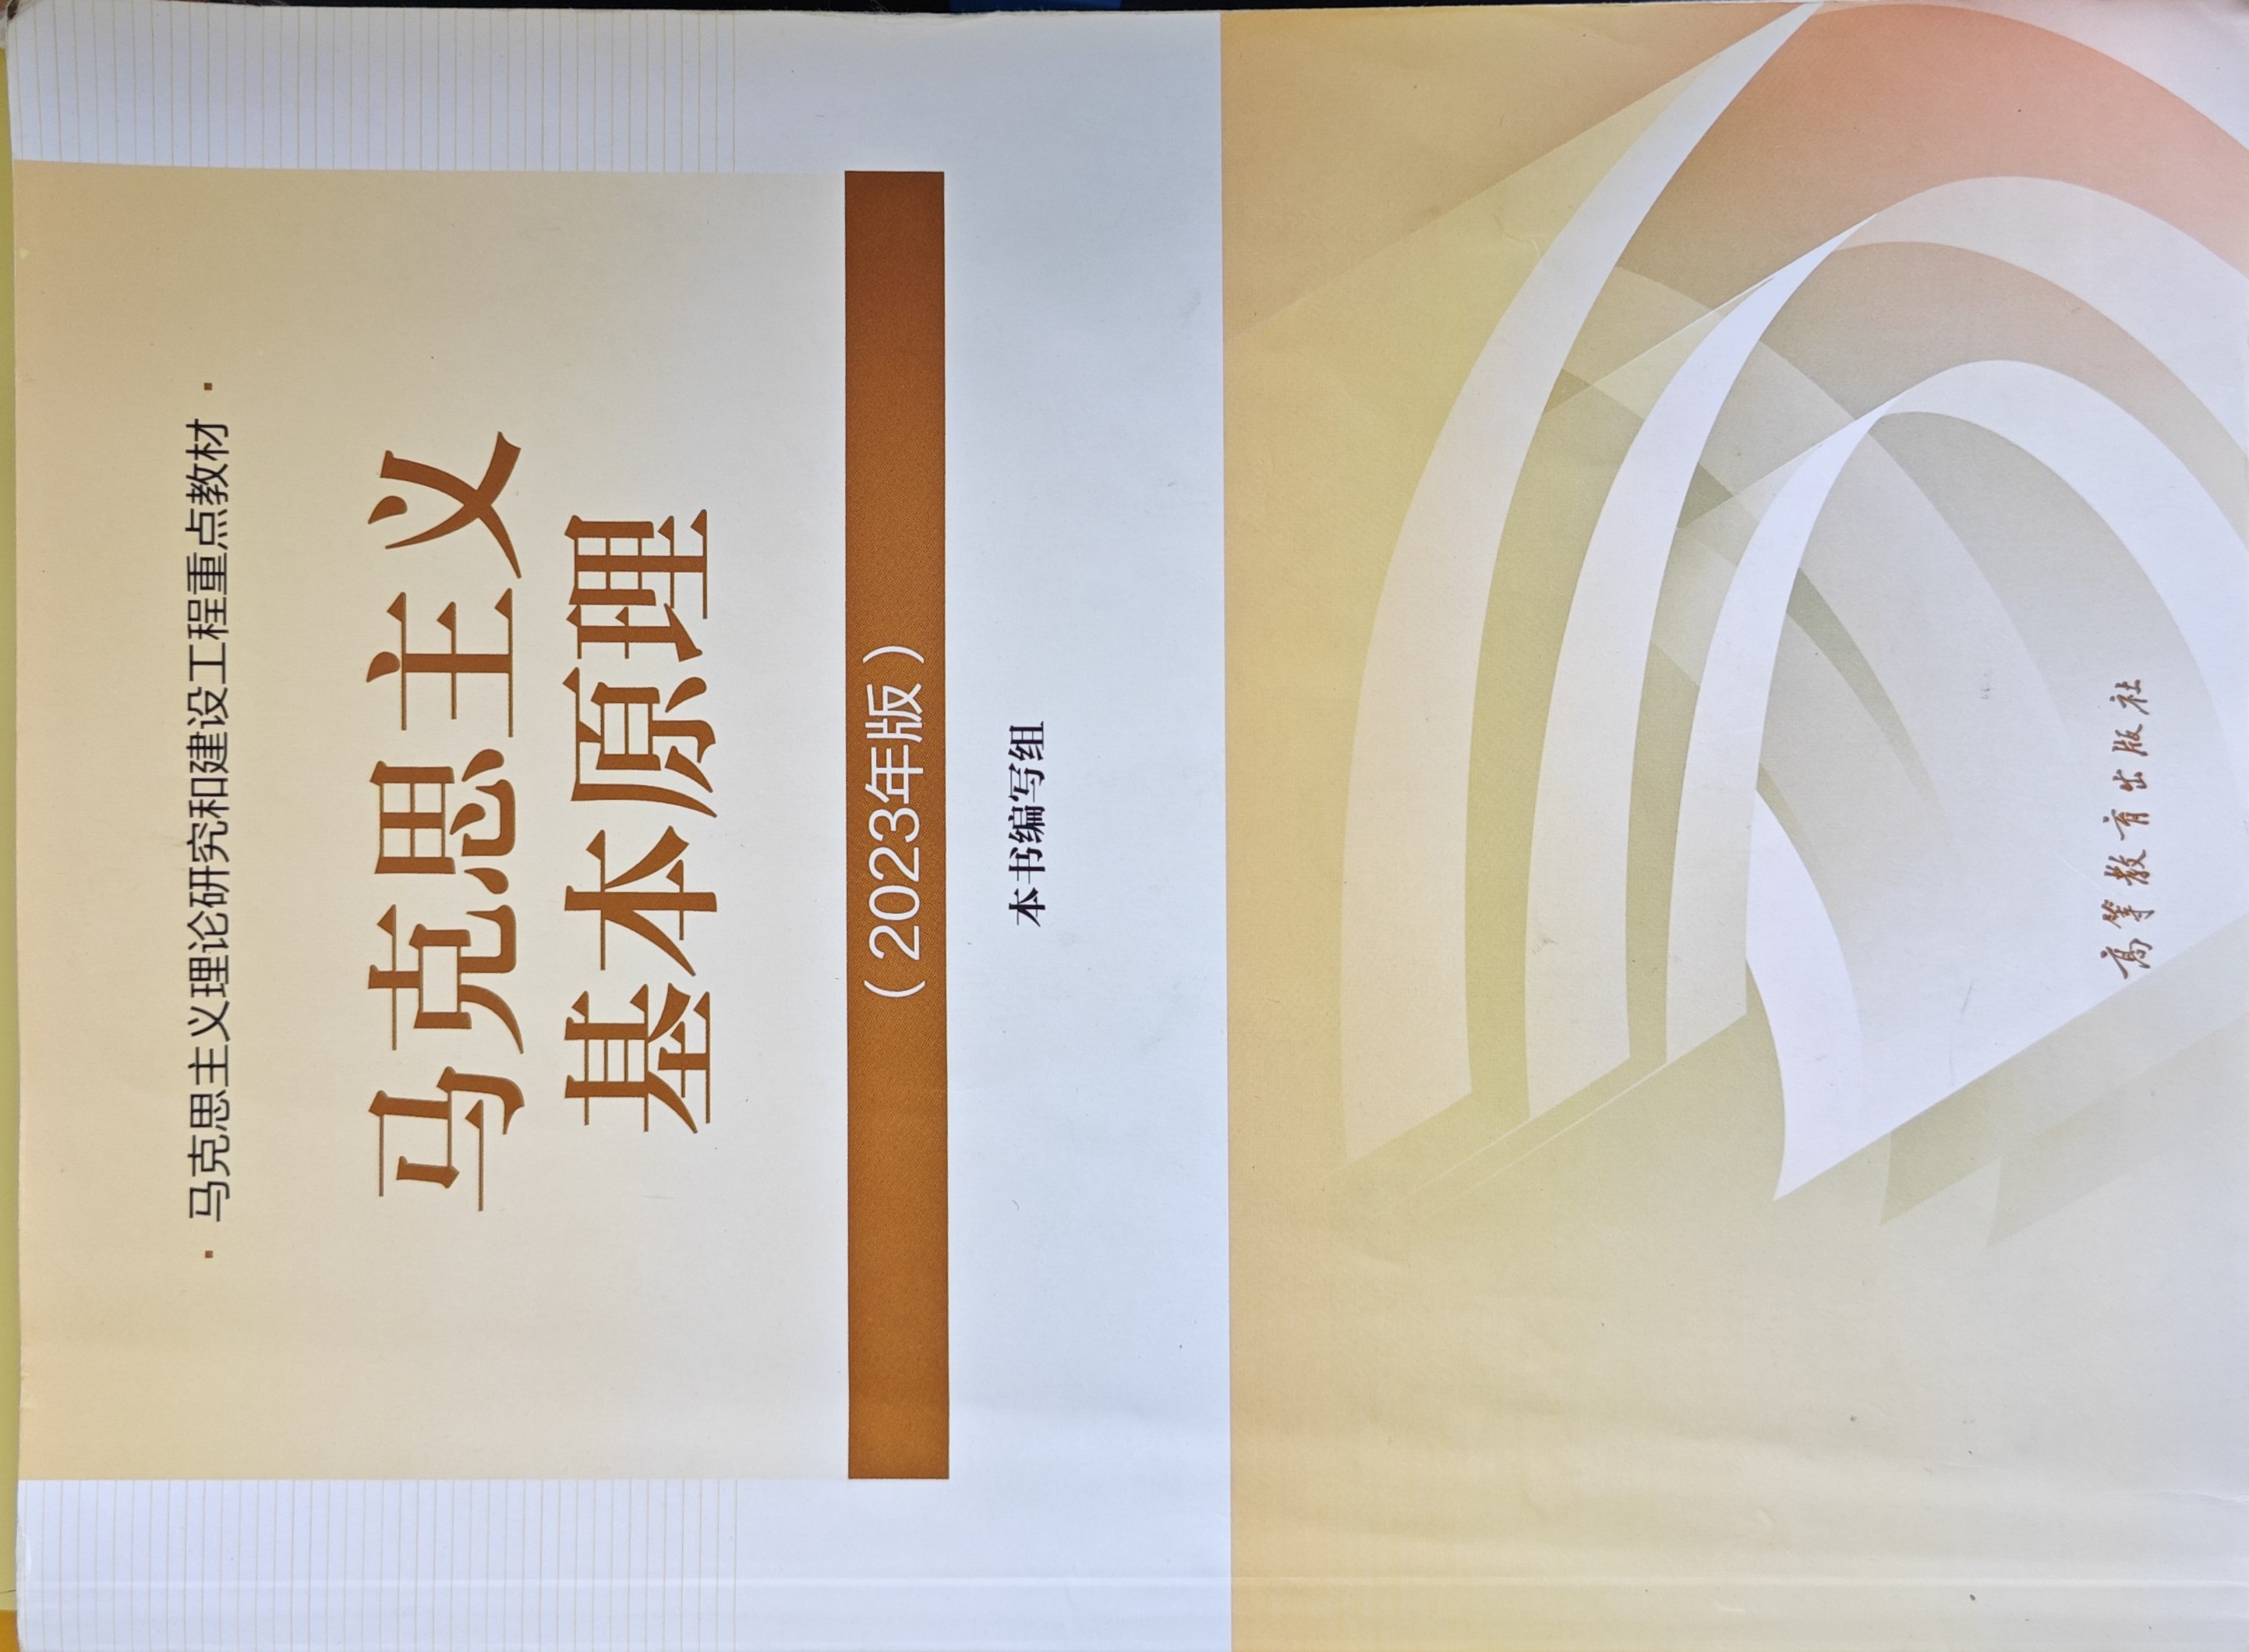 · 马克思主义理论研究和建设工程重点教材 ·
马克思主义
基本原理
（2023年版）
本书编写组
高等教育出版社